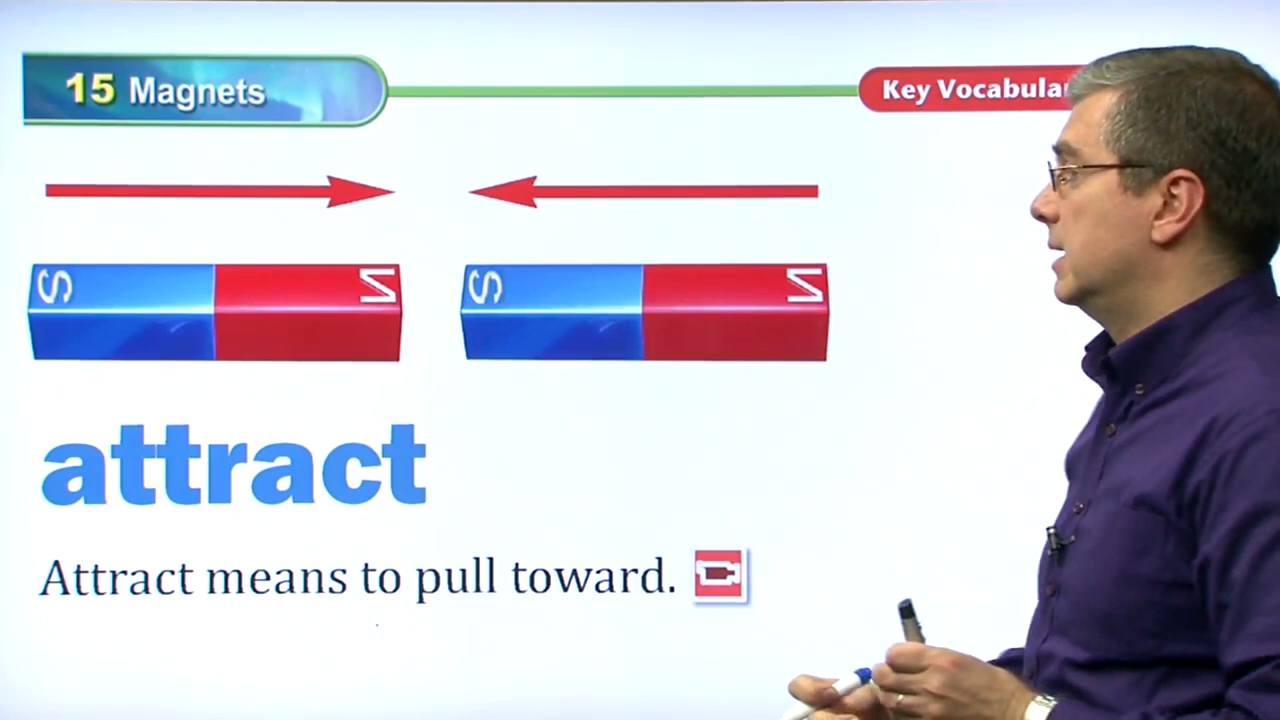 15 Magnets
Key Vocabular
S N S N
attract
Attract means to pull toward.